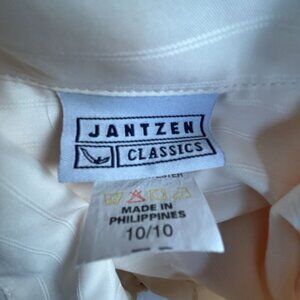 JANTZEN
CLASSICS
MADE IN
PHILIPPINES
10/10